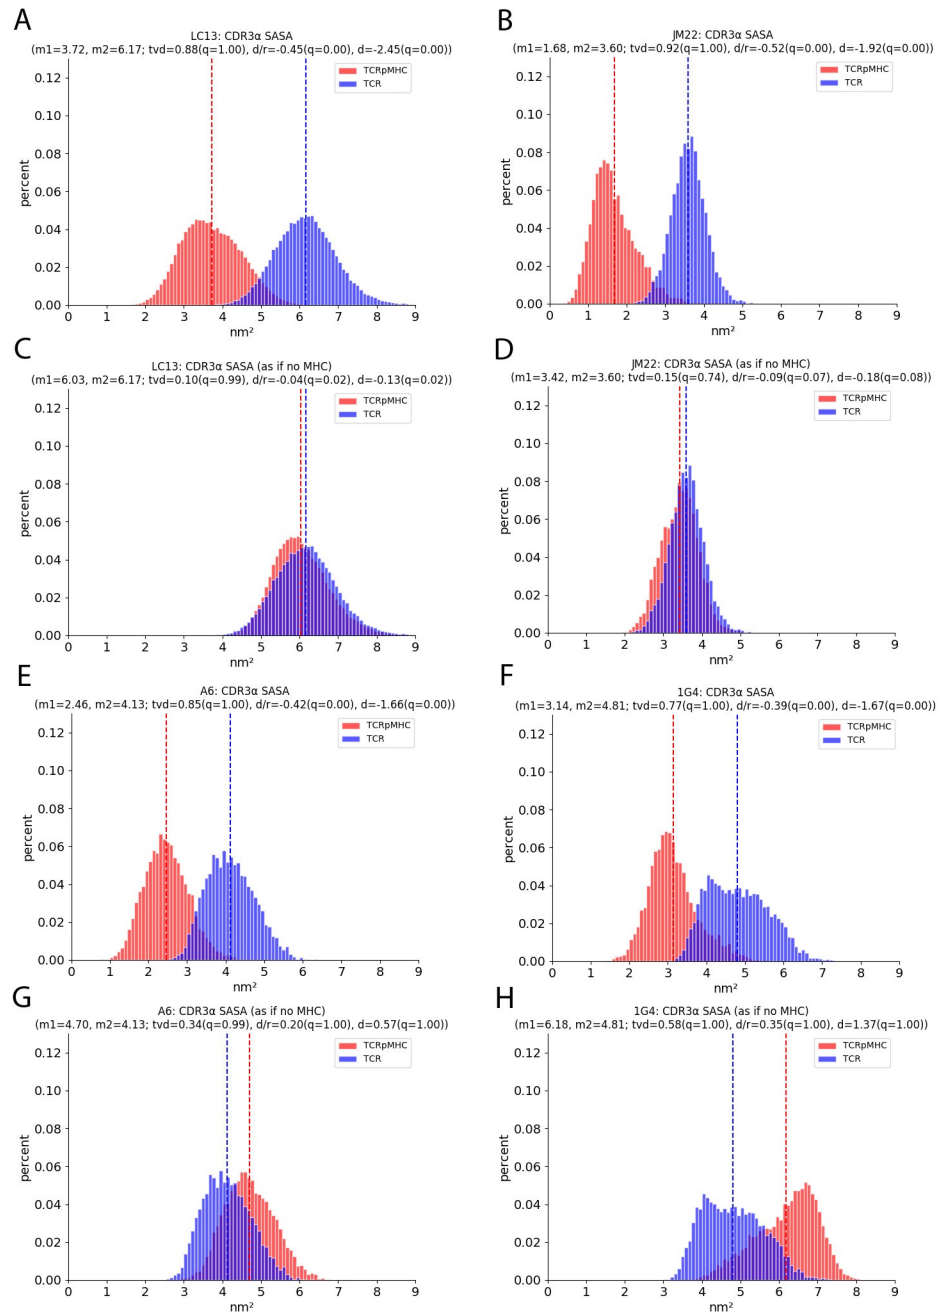 A
LC13: CDR3α SASA
(m1=3.72, m2=6.17; tvd=0.88(q=1.00), d/r=-0.45(q=0.00), d=-2.45(q=0.00))
TCRpMHC
TCR
percent
0.12
0.10
0.08
0.06
0.04
0.02
0.00
0 1 2 3 4 5 6 7 8 9
nm²
B
JM22: CDR3α SASA
(m1=1.68, m2=3.60; tvd=0.92(q=1.00), d/r=-0.52(q=0.00), d=-1.92(q=0.00))
TCRpMHC
TCR
percent
0.12
0.10
0.08
0.06
0.04
0.02
0.00
0 1 2 3 4 5 6 7 8 9
nm²
C
LC13: CDR3α SASA (as if no MHC)
(m1=6.03, m2=6.17; tvd=0.10(q=0.99), d/r=-0.04(q=0.02), d=-0.13(q=0.02))
TCRpMHC
TCR
percent
0.12
0.10
0.08
0.06
0.04
0.02
0.00
0 1 2 3 4 5 6 7 8 9
nm²
D
JM22: CDR3α SASA (as if no MHC)
(m1=3.42, m2=3.60; tvd=0.15(q=0.74), d/r=-0.09(q=0.07), d=-0.18(q=0.08))
TCRpMHC
TCR
percent
0.12
0.10
0.08
0.06
0.04
0.02
0.00
0 1 2 3 4 5 6 7 8 9
nm²
E
A6: CDR3α SASA
(m1=2.46, m2=4.13; tvd=0.85(q=1.00), d/r=-0.42(q=0.00), d=-1.66(q=0.00))
TCRpMHC
TCR
percent
0.12
0.10
0.08
0.06
0.04
0.02
0.00
0 1 2 3 4 5 6 7 8 9
nm²
F
1G4: CDR3α SASA
(m1=3.14, m2=4.81; tvd=0.77(q=1.00), d/r=-0.39(q=0.00), d=-1.67(q=0.00))
TCRpMHC
TCR
percent
0.12
0.10
0.08
0.06
0.04
0.02
0.00
0 1 2 3 4 5 6 7 8 9
nm²
G
A6: CDR3α SASA (as if no MHC)
(m1=4.70, m2=4.13; tvd=0.34(q=0.99), d/r=0.20(q=1.00), d=0.57(q=1.00))
TCRpMHC
TCR
percent
0.12
0.10
0.08
0.06
0.04
0.02
0.00
0 1 2 3 4 5 6 7 8 9
nm²
H
1G4: CDR3α SASA (as if no MHC)
(m1=6.18, m2=4.81; tvd=0.58(q=1.00), d/r=0.35(q=1.00), d=1.37(q=1.00))
TCRpMHC
TCR
percent
0.12
0.10
0.08
0.06
0.04
0.02
0.00
0 1 2 3 4 5 6 7 8 9
nm²